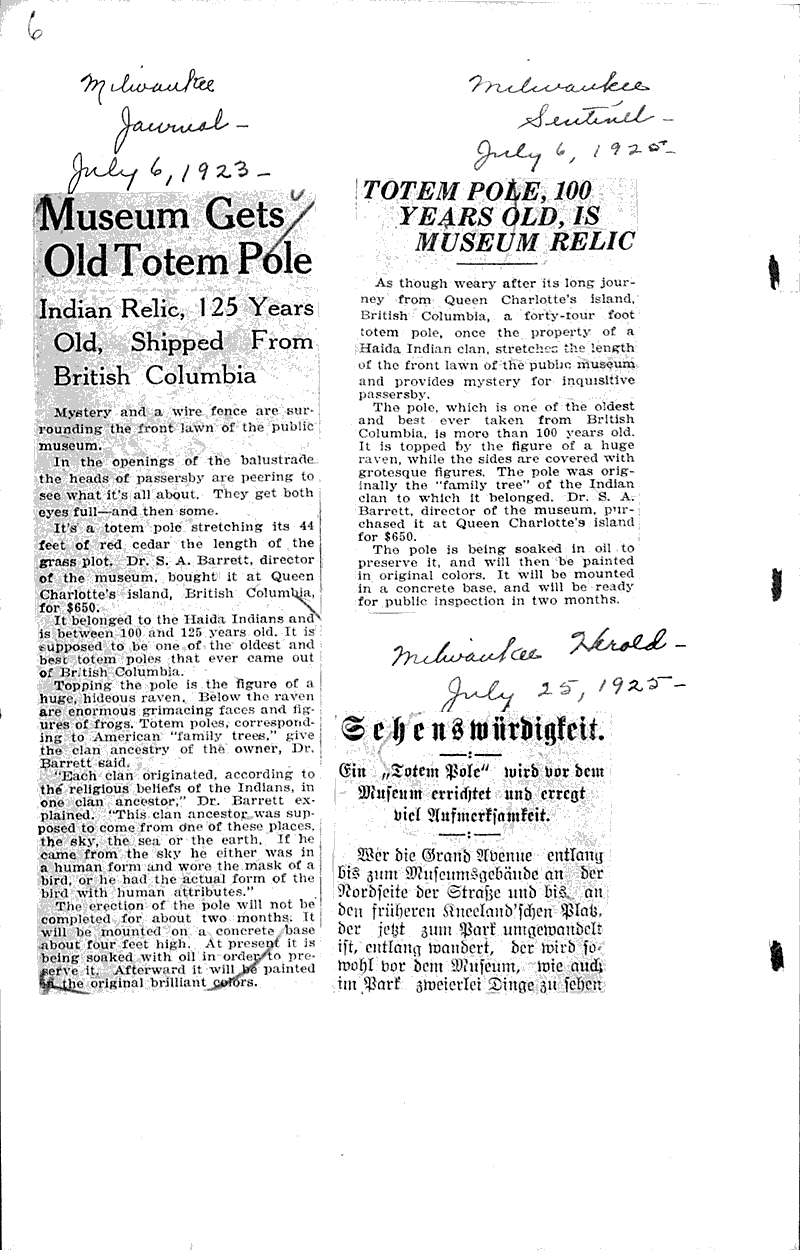 6
Milwaukee
Journal -
July 6, 1923 -
Museum Gets
Old Totem Pole
Indian Relic, 125 Years
Old, Shipped From
British Columbia
Mystery and a wire fence are sur-
rounding the front lawn of the public
museum.
In the openings of the balustrade
the heads of passersby are peering to
see what it's all about. They get both
eyes full—and then some.
It's a totem pole stretching its 44
feet of red cedar the length of the
grass plot. Dr. S. A. Barrett, director
of the museum, bought it at Queen
Charlotte's island, British Columbia,
for $650.
It belonged to the Haida Indians and
is between 100 and 125 years old. It is
supposed to be one of the oldest and
best totem poles that ever came out
of British Columbia.
Topping the pole is the figure of a
huge, hideous raven. Below the raven
are enormous grimacing faces and fig-
ures of frogs. Totem poles, correspond-
ing to American "family trees," give
the clan ancestry of the owner, Dr.
Barrett said.
"Each clan originated, according to
the religious beliefs of the Indians, in
one clan ancestor," Dr. Barrett ex-
plained. "This clan ancestor was sup-
posed to come from one of these places,
the sky, the sea or the earth. If he
came from the sky he either was in
a human form and wore the mask of a
bird, or he had the actual form of the
bird with human attributes."
The erection of the pole will not be
completed for about two months. It
will be mounted on a concrete base
about four feet high. At present it is
being soaked with oil in order to pre-
serve it. Afterward it will be painted
in the original brilliant colors.
Milwaukee
Sentinel -
July 6, 1925 -
TOTEM POLE, 100
YEARS OLD, IS
MUSEUM RELIC
As though weary after its long jour-
ney from Queen Charlotte's island,
British Columbia, a forty-four foot
totem pole, once the property of a
Haida Indian clan, stretches the length
of the front lawn of the public museum
and provides mystery for inquisitive
passersby.
The pole, which is one of the oldest
and best ever taken from British
Columbia, is more than 100 years old.
It is topped by the figure of a huge
raven, while the sides are covered with
grotesque figures. The pole was orig-
inally the "family tree" of the Indian
clan to which it belonged. Dr. S. A.
Barrett, director of the museum, pur-
chased it at Queen Charlotte's island
for $650.
The pole is being soaked in oil to
preserve it, and will then be painted
in original colors. It will be mounted
in a concrete base, and will be ready
for public inspection in two months.
Milwaukee Herold -
July 25, 1925 -
Sehenswürdigkeit.
Ein „Totem Pole“ wird vor dem
Museum errichtet und erregt
viel Aufmerksamkeit.
Wer die Grand Avenue entlang
bis zum Museumsgebäude an der
Nordseite der Straße und bis an
den früheren Kneeland'schen Platz,
der jetzt zum Park umgewandelt
ist, entlang wandert, der wird so-
wohl vor dem Museum, wie auch
im Park zweierlei Dinge zu sehen